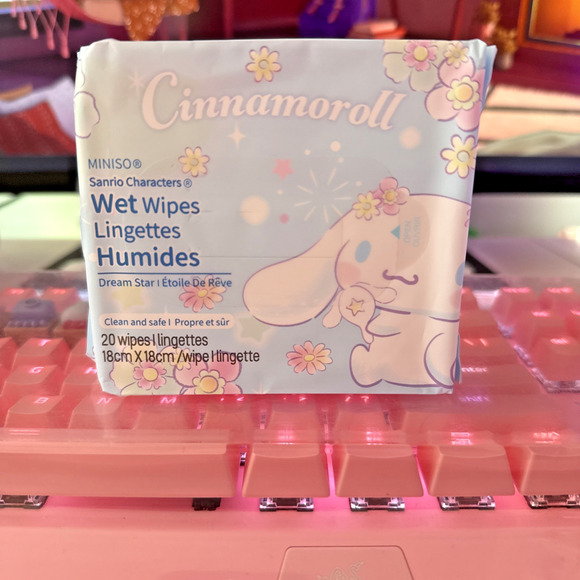 Cinnamoroll
MINISO®
Sanrio Characters®
Wet Wipes
Lingettes
Humides
Dream Star | Étoile De Rêve
Clean and safe | Propre et sûr
20 wipes | lingettes
18cm X 18cm /wipe | lingette